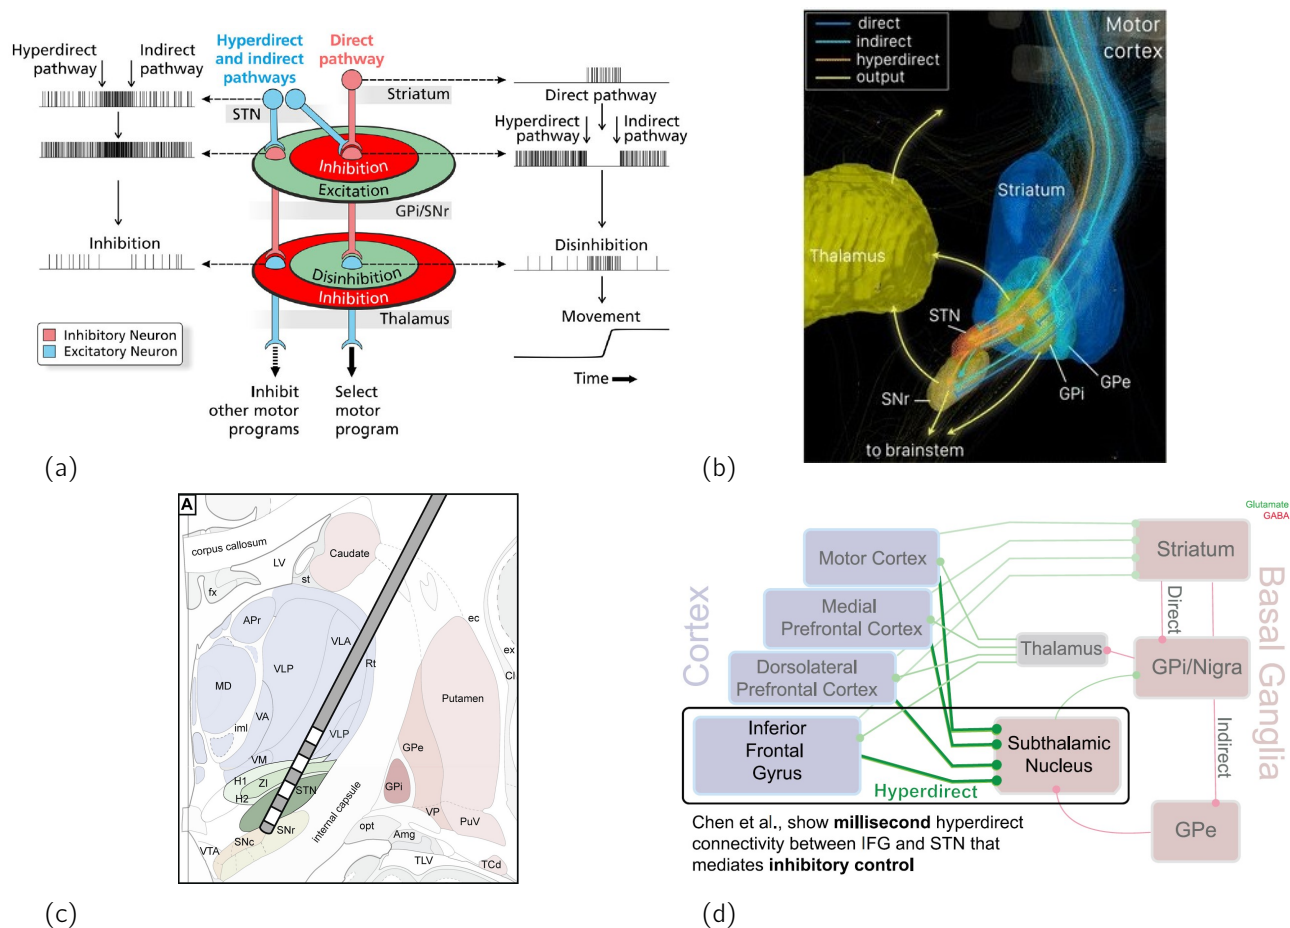 Hyperdirect
pathway
Indirect
pathway
Hyperdirect
and indirect
pathways
Direct
pathway
STN
Striatum
Direct pathway
Hyperdirect
pathway
Indirect
pathway
Inhibition
Excitation
GPi/SNr
Inhibition
Disinhibition
Disinhibition
Inhibition
Thalamus
Movement
Inhibitory Neuron
Excitatory Neuron
Time
Inhibit
other motor
programs
Select
motor
program
(a)
direct
indirect
hyperdirect
output
Motor
cortex
Striatum
Thalamus
STN
GPe
GPi
SNr
to brainstem
(b)
A
corpus callosum
LV
Caudate
st
fx
APr
ec
VLA
ex
VLP
Rt
Cl
MD
Putamen
VA
iml
VLP
VM
GPe
H1
ZI
STN
GPi
H2
internal capsule
VP
PuV
SNr
SNc
opt
Amg
VTA
TLV
TCd
(c)
Glutamate
GABA
Cortex
Motor Cortex
Medial
Prefrontal Cortex
Dorsolateral
Prefrontal Cortex
Inferior
Frontal
Gyrus
Thalamus
Striatum
Direct
GPi/Nigra
Indirect
Basal Ganglia
Subthalamic
Nucleus
Hyperdirect
GPe
Chen et al., show millisecond hyperdirect
connectivity between IFG and STN that
mediates inhibitory control
(d)